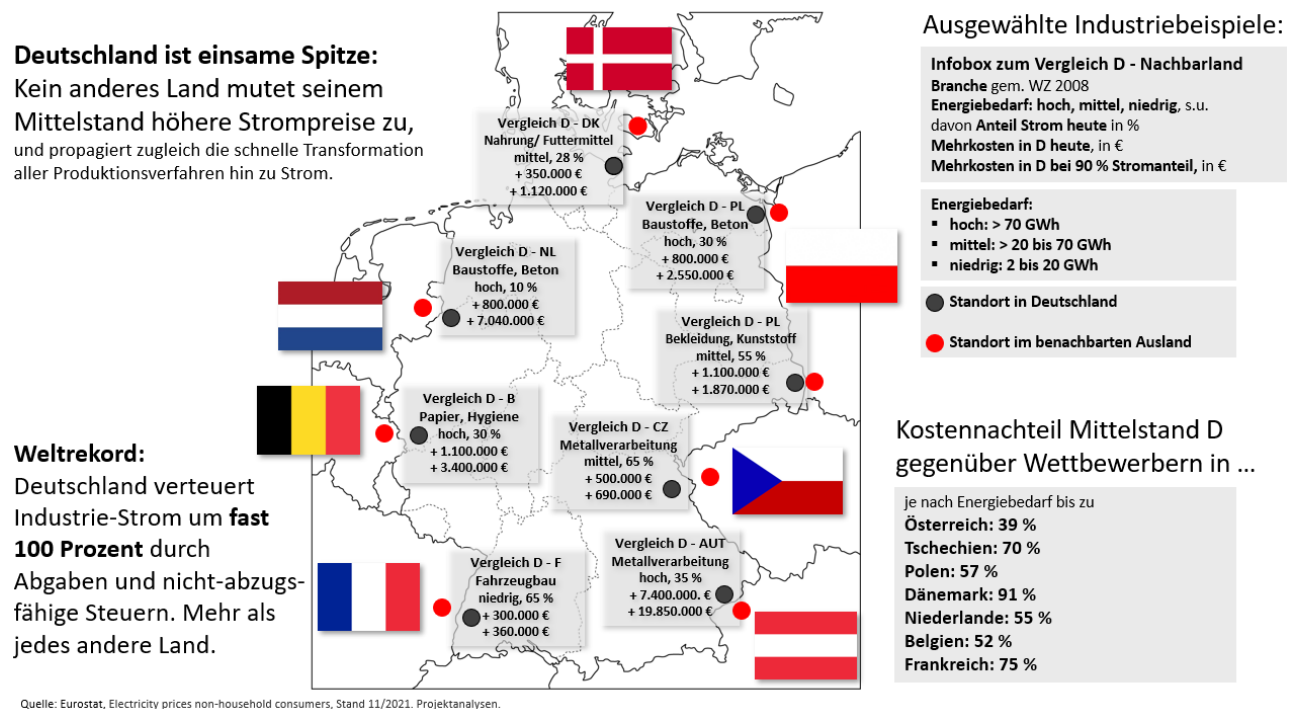 Deutschland ist einsame Spitze:
Kein anderes Land mutet seinem
Mittelstand höhere Strompreise zu,
und propagiert zugleich die schnelle Transformation
aller Produktionsverfahren hin zu Strom.
Weltrekord:
Deutschland verteuert
Industrie-Strom um fast
100 Prozent durch
Abgaben und nicht-abzugs-
fähige Steuern. Mehr als
jedes andere Land.
Vergleich D - DK
Nahrung/ Futtermittel
mittel, 28 %
+ 350.000 €
+ 1.120.000 €
Vergleich D - PL
Baustoffe, Beton
hoch, 30 %
+ 800.000 €
+ 2.550.000 €
Vergleich D - NL
Baustoffe, Beton
hoch, 10 %
+ 800.000 €
+ 7.040.000 €
Vergleich D - PL
Bekleidung, Kunststoff
mittel, 55 %
+ 1.100.000 €
+ 1.870.000 €
Vergleich D - B
Papier, Hygiene
hoch, 30 %
+ 1.100.000 €
+ 3.400.000 €
Vergleich D - CZ
Metallverarbeitung
mittel, 65 %
+ 500.000 €
+ 690.000 €
Vergleich D - F
Fahrzeugbau
niedrig, 65 %
+ 300.000 €
+ 360.000 €
Vergleich D - AUT
Metallverarbeitung
hoch, 35 %
+ 7.400.000. €
+ 19.850.000 €
Ausgewählte Industriebeispiele:
Infobox zum Vergleich D - Nachbarland
Branche gem. WZ 2008
Energiebedarf: hoch, mittel, niedrig, s.u.
davon Anteil Strom heute in %
Mehrkosten in D heute, in €
Mehrkosten in D bei 90 % Stromanteil, in €
Energiebedarf:
▪ hoch: > 70 GWh
▪ mittel: > 20 bis 70 GWh
▪ niedrig: 2 bis 20 GWh
Standort in Deutschland
Standort im benachbarten Ausland
Kostennachteil Mittelstand D
gegenüber Wettbewerbern in …
je nach Energiebedarf bis zu
Österreich: 39 %
Tschechien: 70 %
Polen: 57 %
Dänemark: 91 %
Niederlande: 55 %
Belgien: 52 %
Frankreich: 75 %
Quelle: Eurostat, Electricity prices non-household consumers, Stand 11/2021. Projektanalysen.